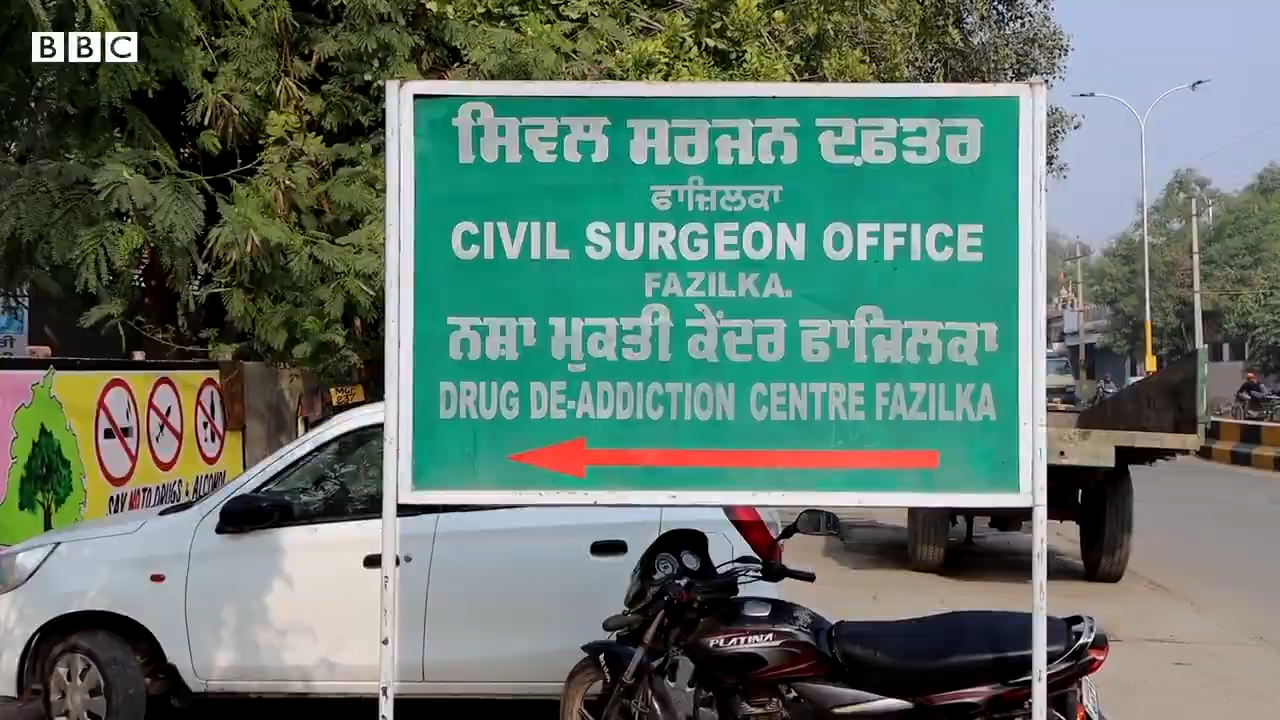 BBC
ਸਿਵਲ ਸਰਜਨ ਦਫ਼ਤਰ
ਫਾਜ਼ਿਲਕਾ
CIVIL SURGEON OFFICE
FAZILKA.
ਨਸ਼ਾ ਮੁਕਤੀ ਕੇਂਦਰ ਫਾਜ਼ਿਲਕਾ
DRUG DE-ADDICTION CENTRE FAZILKA
SAY NO TO DRUGS & ALCOHOL
PLATINA